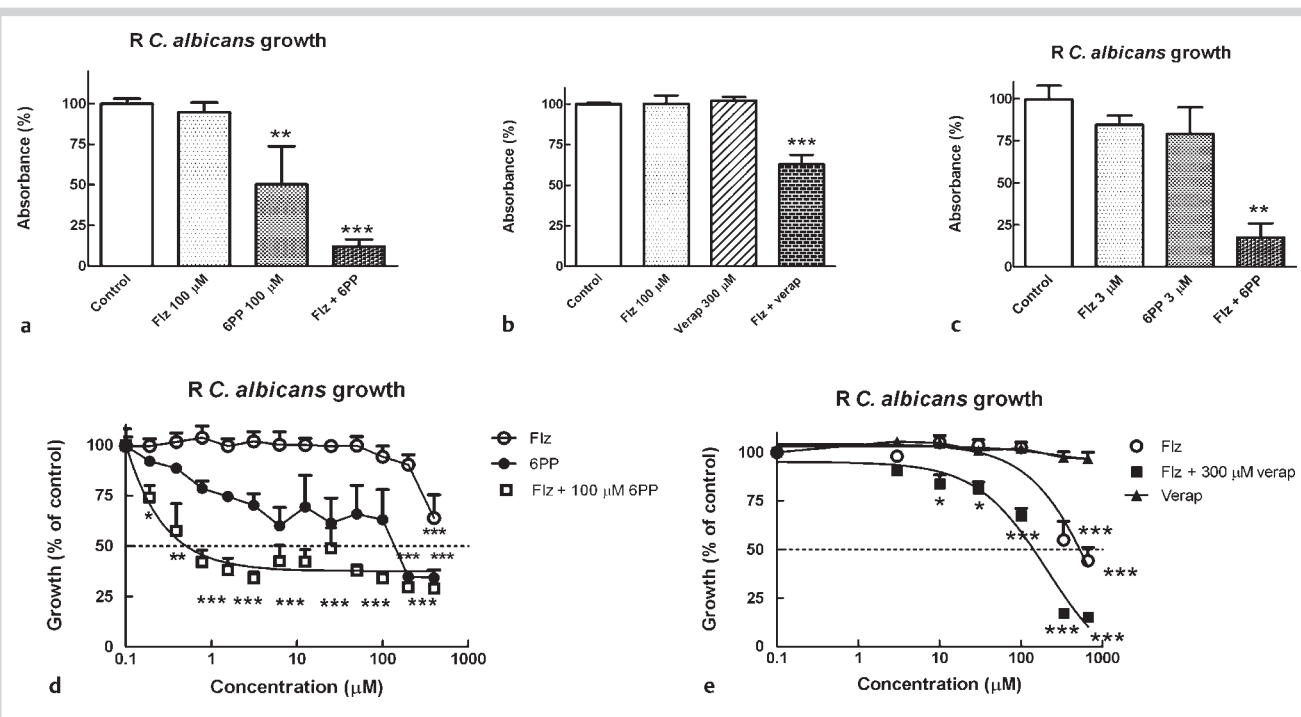 R C. albicans growth
Absorbance (%)
100
75
50
25
0
**
***
Control
Flz 100 μM
6PP 100 μM
Flz + 6PP
a
Absorbance (%)
100
75
50
25
0
***
Control
Flz 100 μM
Verap 300 μM
Flz + verap
b
R C. albicans growth
Absorbance (%)
100
75
50
25
0
**
Control
Flz 3 μM
6PP 3 μM
Flz + 6PP
c
R C. albicans growth
Growth (% of control)
100
75
50
25
0
Flz
6PP
Flz + 100 μM 6PP
*
**
***
*** ***
*** *** *** *** *** ***
0.1 1 10 100 1000
Concentration (μM)
d
R C. albicans growth
Growth (% of control)
100
75
50
25
0
Flz
Flz + 300 μM verap
Verap
* *
*** ***
***
*** ***
0.1 1 10 100 1000
Concentration (μM)
e